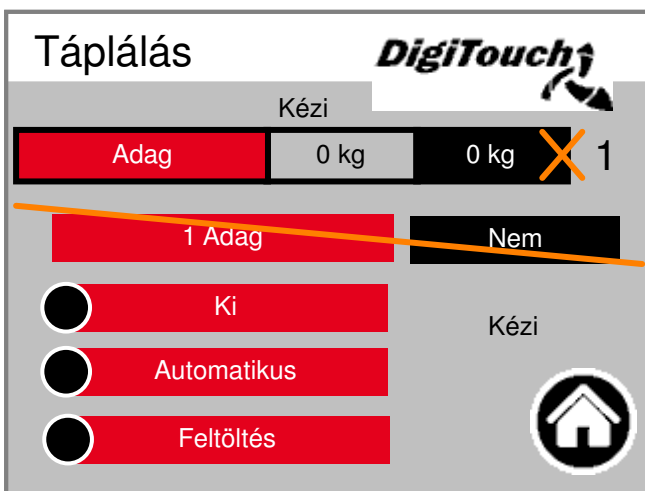 Táplálás DigiTouch
Kézi
Adag 0 kg 0 kg 1
1 Adag Nem
Ki
Kézi
Automatikus
Feltöltés